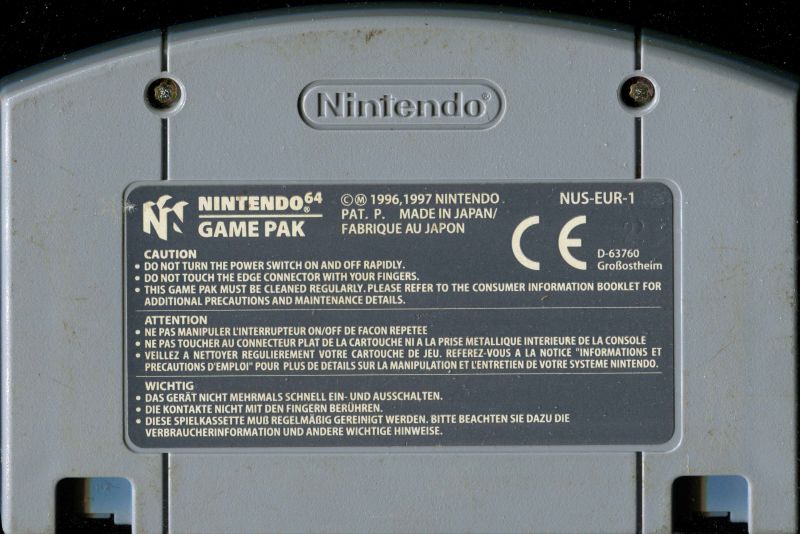 Nintendo®
NINTENDO64®
GAME PAK
©Ⓜ 1996,1997 NINTENDO
PAT. P. MADE IN JAPAN/
FABRIQUE AU JAPON
NUS-EUR-1
CE
D-63760
Großostheim
CAUTION
• DO NOT TURN THE POWER SWITCH ON AND OFF RAPIDLY.
• DO NOT TOUCH THE EDGE CONNECTOR WITH YOUR FINGERS.
• THIS GAME PAK MUST BE CLEANED REGULARLY. PLEASE REFER TO THE CONSUMER INFORMATION BOOKLET FOR
ADDITIONAL PRECAUTIONS AND MAINTENANCE DETAILS.
ATTENTION
• NE PAS MANIPULER L'INTERRUPTEUR ON/OFF DE FACON REPETEE
• NE PAS TOUCHER AU CONNECTEUR PLAT DE LA CARTOUCHE NI A LA PRISE METALLIQUE INTERIEURE DE LA CONSOLE
• VEILLEZ A NETTOYER REGULIEREMENT VOTRE CARTOUCHE DE JEU. REFEREZ-VOUS A LA NOTICE "INFORMATIONS ET
PRECAUTIONS D'EMPLOI" POUR PLUS DE DETAILS SUR LA MANIPULATION ET L'ENTRETIEN DE VOTRE SYSTEME NINTENDO.
WICHTIG
• DAS GERÄT NICHT MEHRMALS SCHNELL EIN- UND AUSSCHALTEN.
• DIE KONTAKTE NICHT MIT DEN FINGERN BERÜHREN.
• DIESE SPIELKASSETTE MUß REGELMÄßIG GEREINIGT WERDEN. BITTE BEACHTEN SIE DAZU DIE
VERBRAUCHERINFORMATION UND ANDERE WICHTIGE HINWEISE.